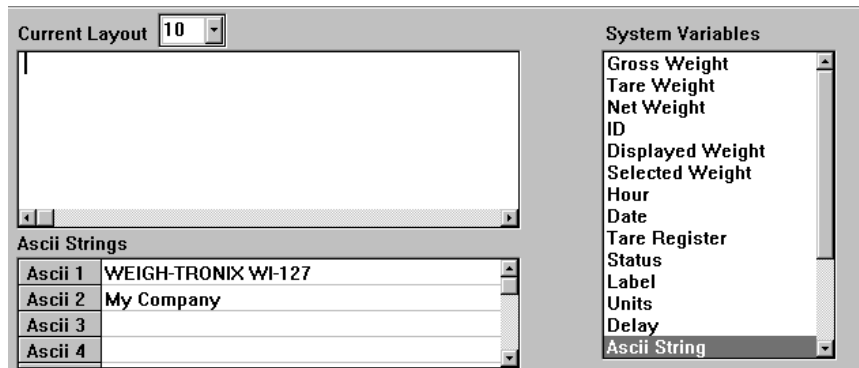 Current Layout 10
System Variables
Gross Weight
Tare Weight
Net Weight
ID
Displayed Weight
Selected Weight
Hour
Date
Tare Register
Status
Label
Units
Delay
Ascii String
Ascii Strings
Ascii 1 WEIGH-TRONIX WI-127
Ascii 2 My Company
Ascii 3
Ascii 4